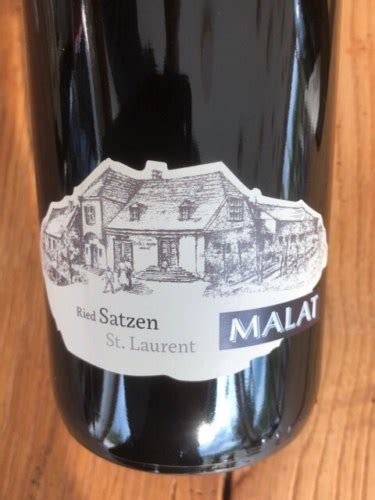 Ried Satzen
St. Laurent
MALAT